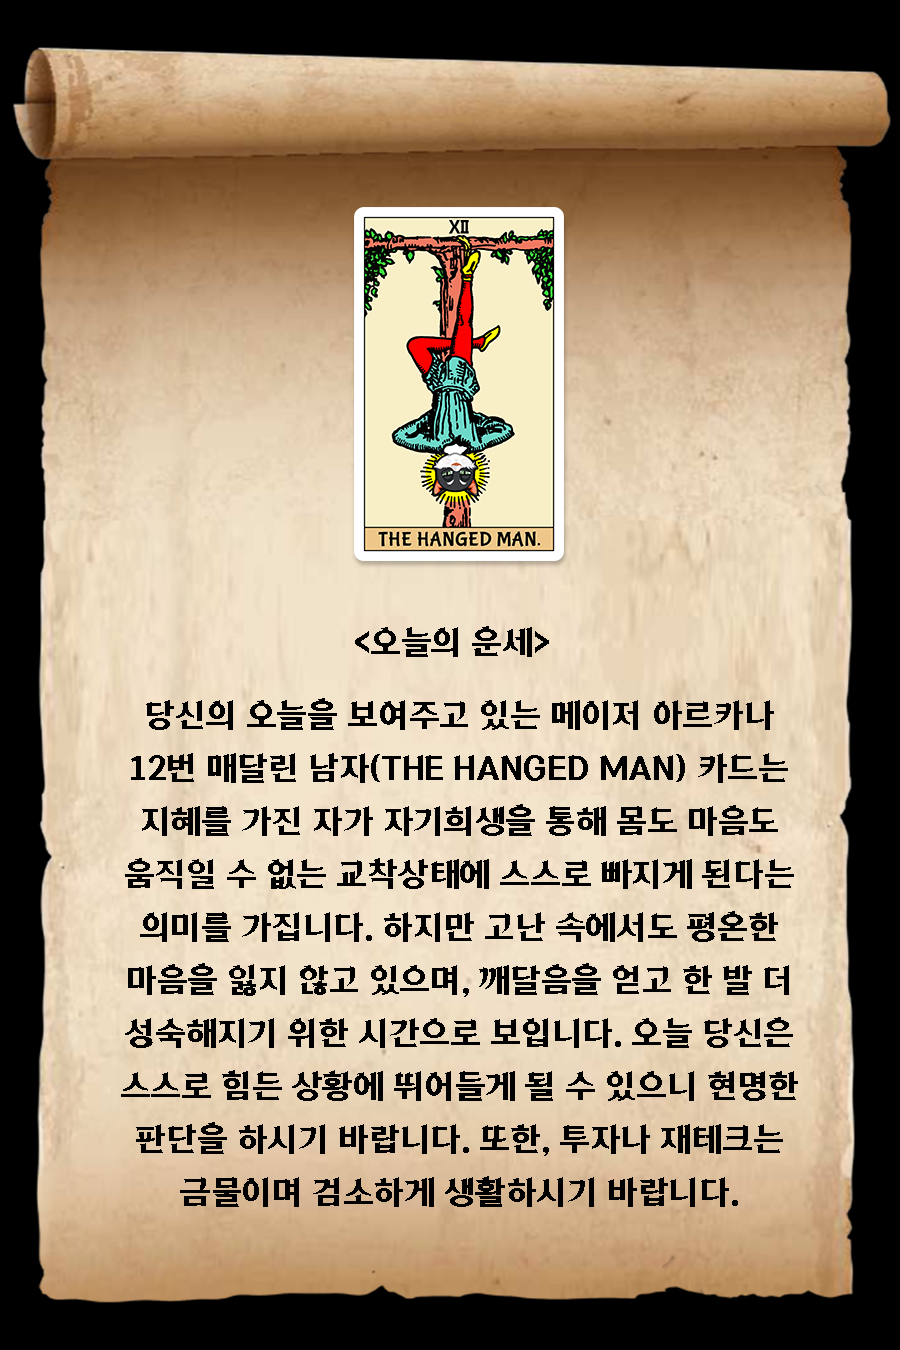 XII
THE HANGED MAN.
<오늘의 운세>
당신의 오늘을 보여주고 있는 메이저 아르카나
12번 매달린 남자(THE HANGED MAN) 카드는
지혜를 가진 자가 자기희생을 통해 몸도 마음도
움직일 수 없는 교착상태에 스스로 빠지게 된다는
의미를 가집니다. 하지만 고난 속에서도 평온한
마음을 잃지 않고 있으며, 깨달음을 얻고 한 발 더
성숙해지기 위한 시간으로 보입니다. 오늘 당신은
스스로 힘든 상황에 뛰어들게 될 수 있으니 현명한
판단을 하시기 바랍니다. 또한, 투자나 재테크는
금물이며 검소하게 생활하시기 바랍니다.